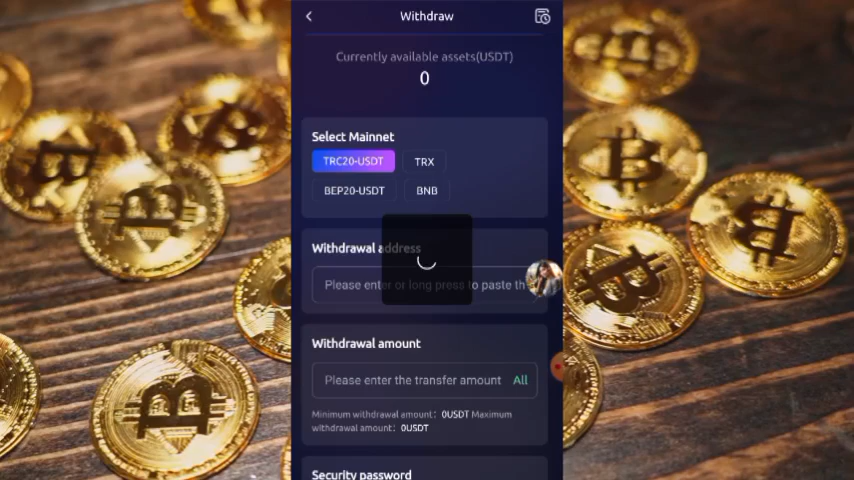 Withdraw
Currently available assets(USDT)
0
Select Mainnet
TRC20-USDT TRX
BEP20-USDT BNB
Withdrawal address
Please enter or long press to paste th
Withdrawal amount
Please enter the transfer amount All
Minimum withdrawal amount: 0USDT Maximum
withdrawal amount: 0USDT
Security password